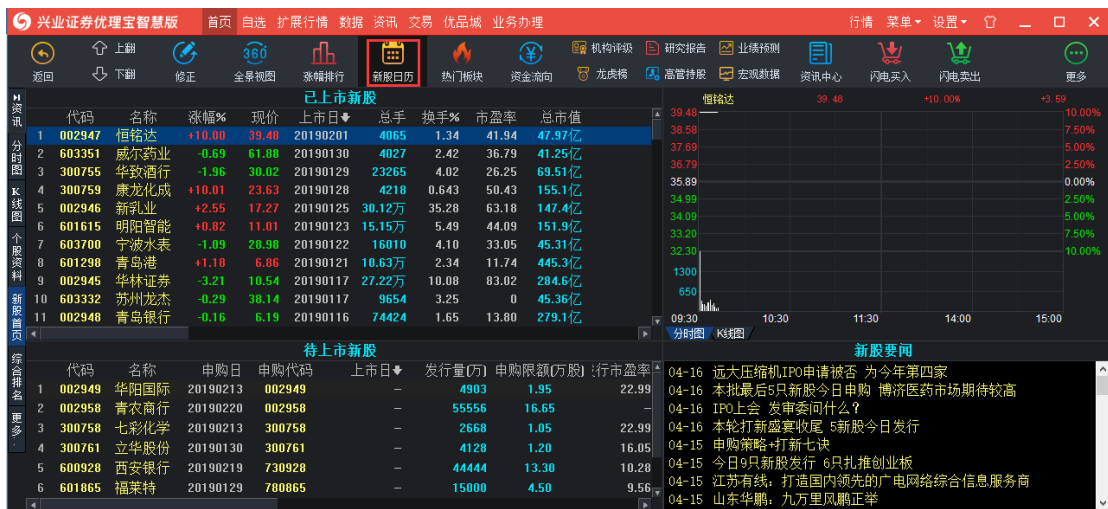 兴业证券优理宝智慧版 首页 自选 扩展行情 数据 资讯 交易 优品城 业务办理 行情 菜单 设置
返回 上翻 下翻 修正 全景视图 涨幅排行 新股日历 热门板块 资金流向 机构评级 龙虎榜 研究报告 高管持股 业绩预测 宏观数据 资讯中心 闪电买入 闪电卖出 更多
360
资讯
分时图
K线图
个股资料
新股首页
综合排名
更多
已上市新股
代码 名称 涨幅% 现价 上市日 总手 换手% 市盈率 总市值
1 002947 恒铭达 +10.00 39.48 20190201 4065 1.34 41.94 47.97亿
2 603351 威尔药业 -0.69 61.88 20190130 4027 2.42 36.79 41.25亿
3 300755 华致酒行 -1.96 30.02 20190129 23265 4.02 26.25 69.51亿
4 300759 康龙化成 +10.01 23.63 20190128 4218 0.643 50.43 155.1亿
5 002946 新乳业 +2.55 17.27 20190125 30.12万 35.28 63.18 147.4亿
6 601615 明阳智能 +0.82 11.01 20190123 15.15万 5.49 44.09 151.9亿
7 603700 宁波水表 -1.09 28.98 20190122 16010 4.10 33.05 45.31亿
8 601298 青岛港 +1.18 6.86 20190121 10.63万 2.34 11.74 445.3亿
9 002945 华林证券 -3.21 10.54 20190117 27.22万 10.08 83.02 284.6亿
10 603332 苏州龙杰 -0.29 38.14 20190117 9654 3.25 0 45.36亿
11 002948 青岛银行 -0.16 6.19 20190116 74424 1.65 13.80 279.1亿
恒铭达 39.48 +10.00% +3.59
39.48 10.00%
38.58 7.50%
37.69 5.00%
36.79 2.50%
35.89 0.00%
34.99 2.50%
34.09 5.00%
33.20 7.50%
32.30 10.00%
1300
650
09:30 10:30 11:30 14:00 15:00
分时图 K线图
待上市新股
代码 名称 申购日 申购代码 上市日 发行量(万) 申购限额(万股) 行市盈率
1 002949 华阳国际 20190213 002949 — 4903 1.95 22.99
2 002958 青农商行 20190220 002958 — 55556 16.65 —
3 300758 七彩化学 20190213 300758 — 2668 1.05 22.99
4 300761 立华股份 20190130 300761 — 4128 1.20 16.05
5 600928 西安银行 20190219 730928 — 44444 13.30 10.28
6 601865 福莱特 20190129 780865 — 15000 4.50 9.56
新股要闻
04-16 远大压缩机IPO申请被否 为今年第四家
04-16 本批最后5只新股今日申购 博济医药市场期待较高
04-16 IPO上会 发审委问什么?
04-16 本轮打新盛宴收尾 5新股今日发行
04-15 申购策略+打新七诀
04-15 今日9只新股发行 6只扎推创业板
04-15 江苏有线：打造国内领先的广电网络综合信息服务商
04-15 山东华鹏：九万里风鹏正举